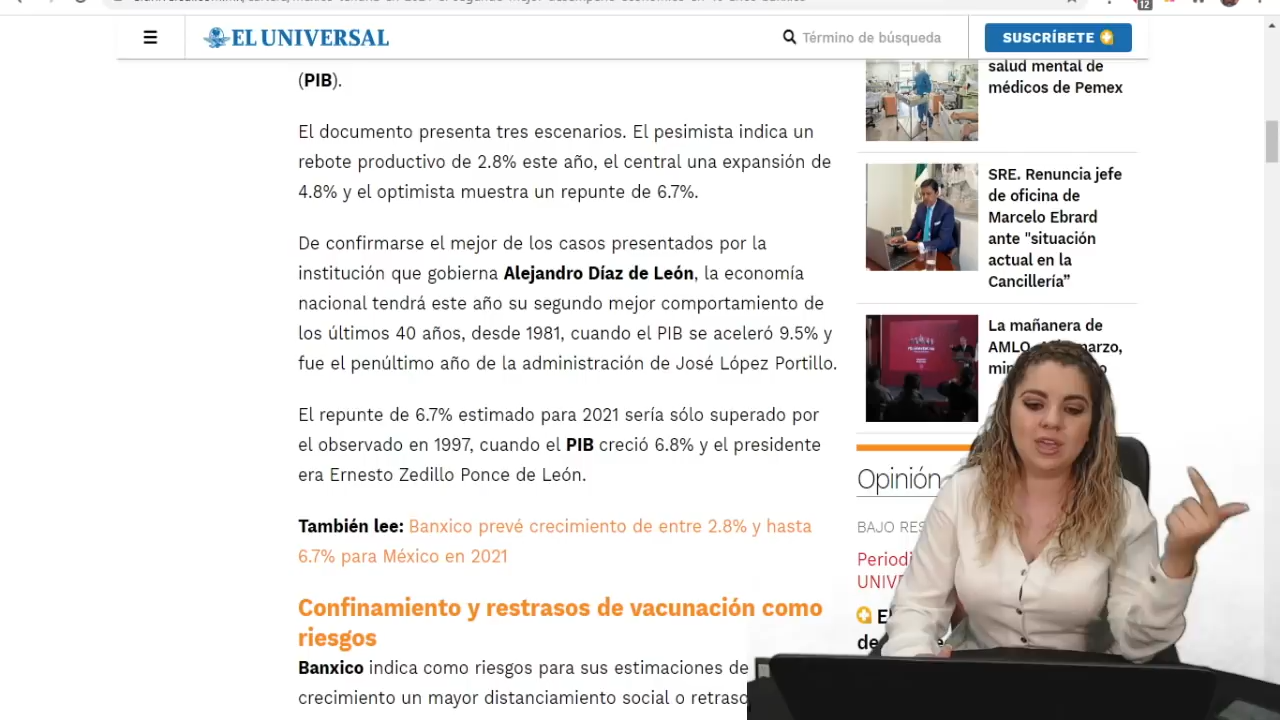 12
EL UNIVERSAL
Término de búsqueda
SUSCRÍBETE
(PIB).
El documento presenta tres escenarios. El pesimista indica un
rebote productivo de 2.8% este año, el central una expansión de
4.8% y el optimista muestra un repunte de 6.7%.
De confirmarse el mejor de los casos presentados por la
institución que gobierna Alejandro Díaz de León, la economía
nacional tendrá este año su segundo mejor comportamiento de
los últimos 40 años, desde 1981, cuando el PIB se aceleró 9.5% y
fue el penúltimo año de la administración de José López Portillo.
El repunte de 6.7% estimado para 2021 sería sólo superado por
el observado en 1997, cuando el PIB creció 6.8% y el presidente
era Ernesto Zedillo Ponce de León.
También lee: Banxico prevé crecimiento de entre 2.8% y hasta
6.7% para México en 2021
Confinamiento y restrasos de vacunación como
riesgos
Banxico indica como riesgos para sus estimaciones de
crecimiento un mayor distanciamiento social o retraso
salud mental de
médicos de Pemex
SRE. Renuncia jefe
de oficina de
Marcelo Ebrard
ante "situación
actual en la
Cancillería”
La mañanera de
AMLO
Opinión
BAJO